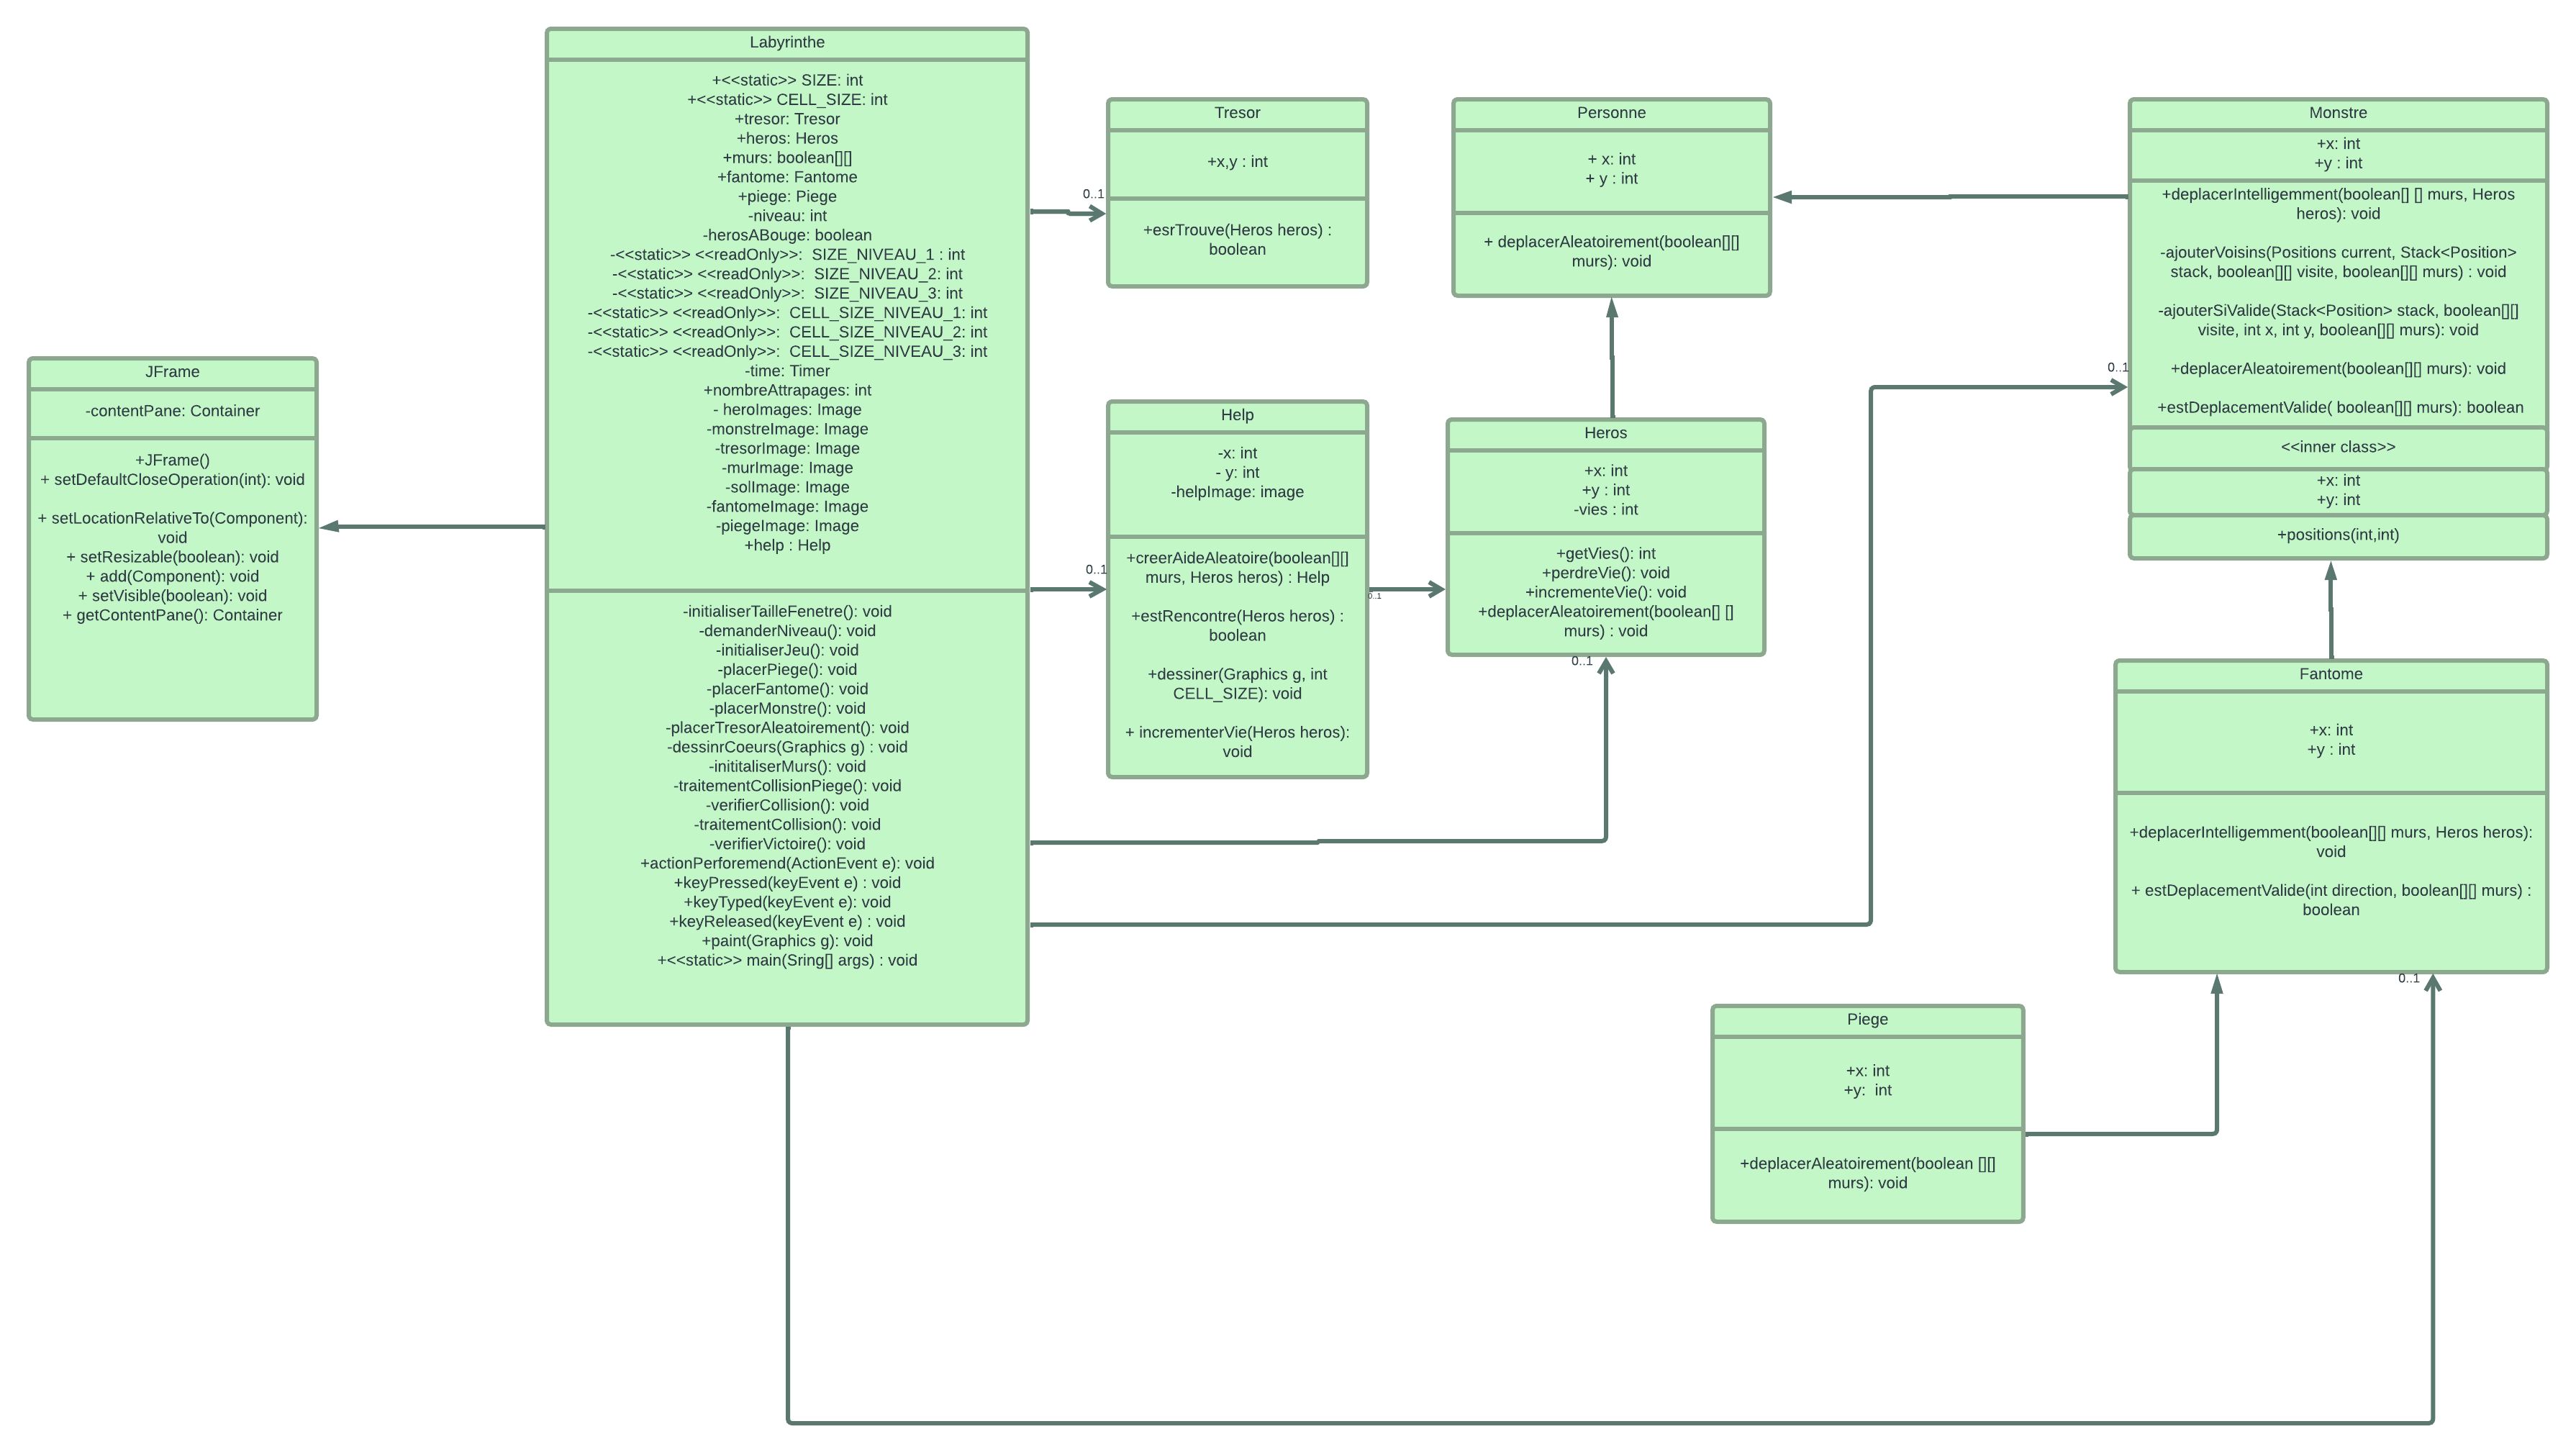 Labyrinthe
+<<static>> SIZE: int
+<<static>> CELL_SIZE: int
+tresor: Tresor
+heros: Heros
+murs: boolean[][]
+fantome: Fantome
+piege: Piege
-niveau: int
-herosABouge: boolean
-<<static>> <<readOnly>>:  SIZE_NIVEAU_1 : int
-<<static>> <<readOnly>>:  SIZE_NIVEAU_2: int
-<<static>> <<readOnly>>:  SIZE_NIVEAU_3: int
-<<static>> <<readOnly>>:  CELL_SIZE_NIVEAU_1: int
-<<static>> <<readOnly>>:  CELL_SIZE_NIVEAU_2: int
-<<static>> <<readOnly>>:  CELL_SIZE_NIVEAU_3: int
-time: Timer
+nombreAttrapages: int
- heroImages: Image
-monstreImage: Image
-tresorImage: Image
-murImage: Image
-solImage: Image
-fantomeImage: Image
-piegeImage: Image
+help : Help
-initialiserTailleFenetre(): void
-demanderNiveau(): void
-initialiserJeu(): void
-placerPiege(): void
-placerFantome(): void
-placerMonstre(): void
-placerTresorAleatoirement(): void
-dessinrCoeurs(Graphics g) : void
-inititaliserMurs(): void
-traitementCollisionPiege(): void
-verifierCollision(): void
-traitementCollision(): void
-verifierVictoire(): void
+actionPerforemend(ActionEvent e): void
+keyPressed(keyEvent e) : void
+keyTyped(keyEvent e): void
+keyReleased(keyEvent e) : void
+paint(Graphics g): void
+<<static>> main(Sring[] args) : void
JFrame
-contentPane: Container
+JFrame()
+ setDefaultCloseOperation(int): void
+ setLocationRelativeTo(Component):
void
+ setResizable(boolean): void
+ add(Component): void
+ setVisible(boolean): void
+ getContentPane(): Container
0..1
Tresor
+x,y : int
+esrTrouve(Heros heros) :
boolean
0..1
Help
-x: int
- y: int
-helpImage: image
+creerAideAleatoire(boolean[][]
murs, Heros heros) : Help
+estRencontre(Heros heros) :
boolean
+dessiner(Graphics g, int
CELL_SIZE): void
+ incrementerVie(Heros heros):
void
0..1
Personne
+ x: int
+ y : int
+ deplacerAleatoirement(boolean[][]
murs): void
Heros
+x: int
+y : int
-vies : int
+getVies(): int
+perdreVie(): void
+incrementeVie(): void
+deplacerAleatoirement(boolean[] []
murs) : void
0..1
0..1
Monstre
+x: int
+y : int
+deplacerIntelligemment(boolean[] [] murs, Heros
heros): void
-ajouterVoisins(Positions current, Stack<Position>
stack, boolean[][] visite, boolean[][] murs) : void
-ajouterSiValide(Stack<Position> stack, boolean[][]
visite, int x, int y, boolean[][] murs): void
+deplacerAleatoirement(boolean[][] murs): void
+estDeplacementValide( boolean[][] murs): boolean
<<inner class>>
+x: int
+y: int
+positions(int,int)
Fantome
+x: int
+y : int
+deplacerIntelligemment(boolean[][] murs, Heros heros):
void
+ estDeplacementValide(int direction, boolean[][] murs) :
boolean
0..1
Piege
+x: int
+y:  int
+deplacerAleatoirement(boolean [][]
murs): void